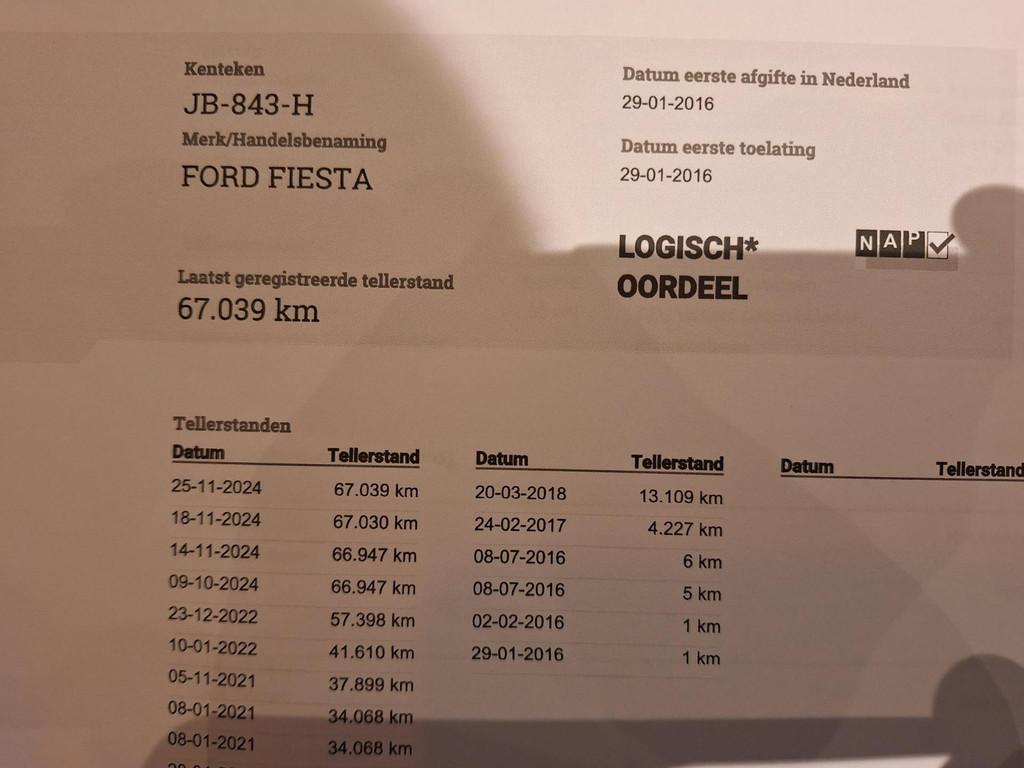 Kenteken
JB-843-H
Merk/Handelsbenaming
FORD FIESTA
Laatst geregistreerde tellerstand
67.039 km
Datum eerste afgifte in Nederland
29-01-2016
Datum eerste toelating
29-01-2016
LOGISCH*
OORDEEL
NAP
Tellerstanden
Datum Tellerstand
25-11-2024 67.039 km
18-11-2024 67.030 km
14-11-2024 66.947 km
09-10-2024 66.947 km
23-12-2022 57.398 km
10-01-2022 41.610 km
05-11-2021 37.899 km
08-01-2021 34.068 km
08-01-2021 34.068 km
Datum Tellerstand
20-03-2018 13.109 km
24-02-2017 4.227 km
08-07-2016 6 km
08-07-2016 5 km
02-02-2016 1 km
29-01-2016 1 km
Datum Tellerstand